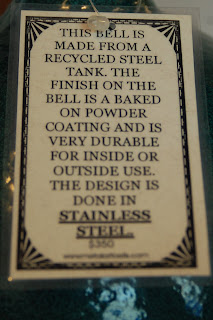 THIS BELL IS
MADE FROM A
RECYCLED STEEL
TANK. THE
FINISH ON THE
BELL IS A BAKED
ON POWDER
COATING AND IS
VERY DURABLE
FOR INSIDE OR
OUTSIDE USE.
THE DESIGN IS
DONE IN
STAINLESS
STEEL.
$350